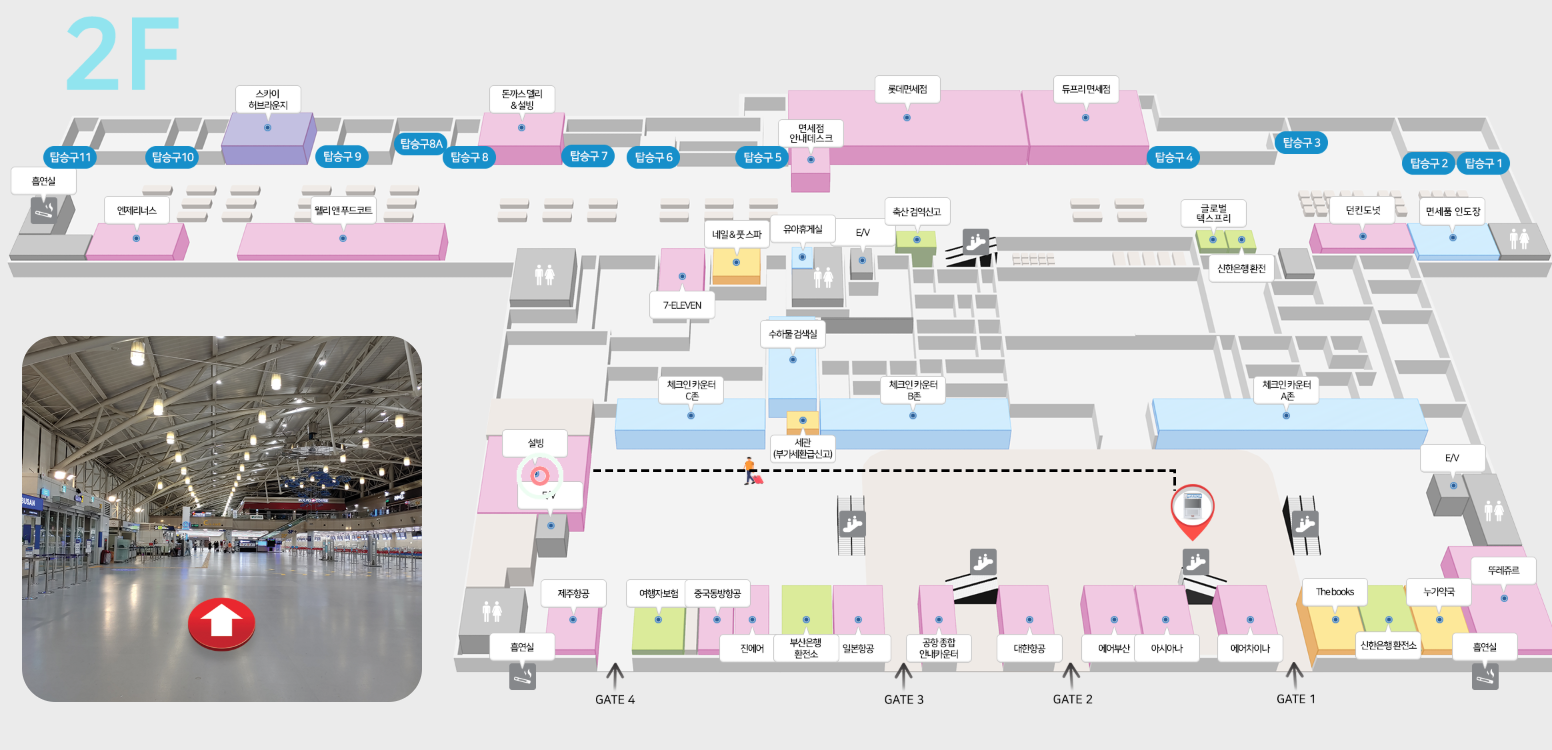 2F
스카이
허브라운지
돈까스 앨리
& 설빙
롯데면세점
듀프리 면세점
면세점
안내데스크
탑승구11
탑승구10
탑승구 9
탑승구8A
탑승구 8
탑승구 7
탑승구 6
탑승구 5
탑승구 4
탑승구 3
탑승구 2
탑승구 1
흡연실
엔제리너스
웰리 앤 푸드코트
네일 & 풋 스파
유아휴게실
E/V
축산 검역신고
글로벌
텍스프리
던킨도넛
면세품 인도장
신한은행 환전
7-ELEVEN
수하물 검색실
체크인 카운터
C존
체크인 카운터
B존
체크인 카운터
A존
설빙
세관
(부가세환급신고)
E/V
제주항공
여행자보험
중국동방항공
The books
누가약국
뚜레쥬르
흡연실
진에어
부산은행
환전소
일본항공
공항 종합
안내카운터
대한항공
에어부산
아시아나
에어차이나
신한은행 환전소
흡연실
GATE 4
GATE 3
GATE 2
GATE 1